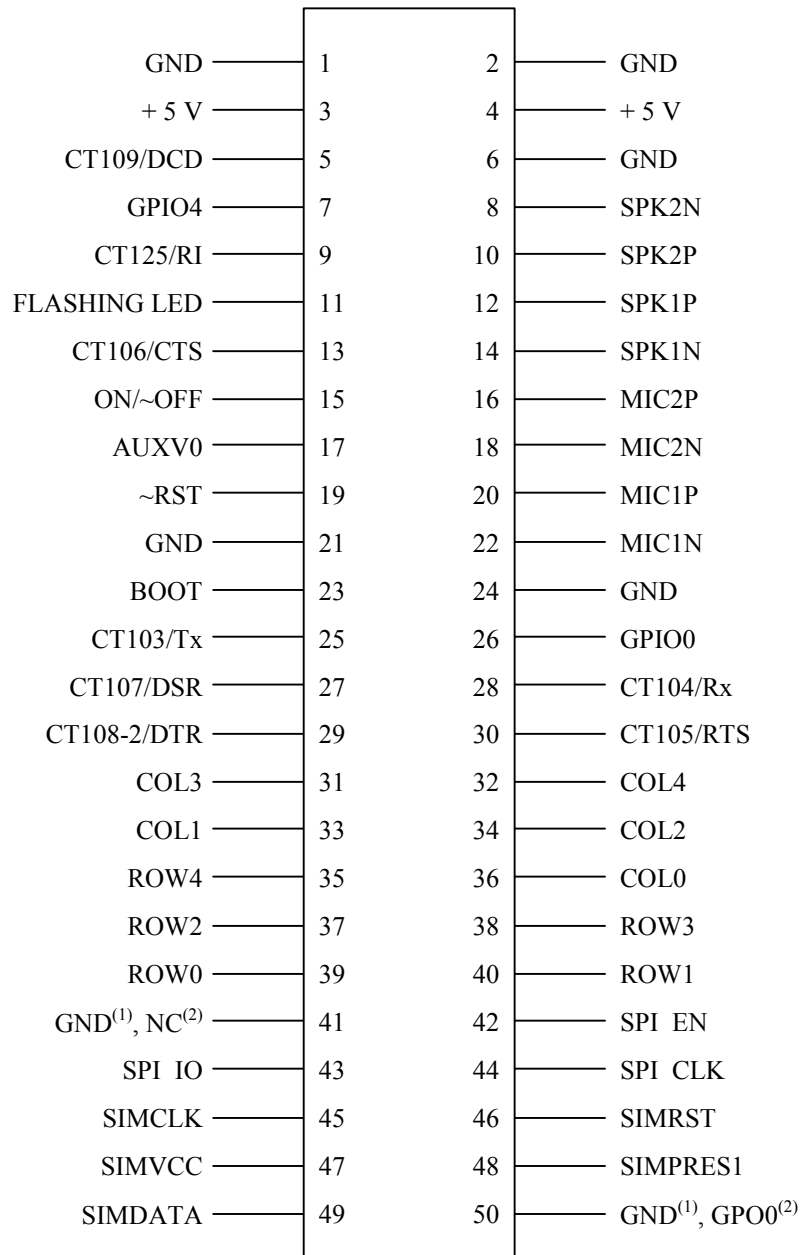 GND 1 2 GND
+ 5 V 3 4 + 5 V
CT109/DCD 5 6 GND
GPIO4 7 8 SPK2N
CT125/RI 9 10 SPK2P
FLASHING LED 11 12 SPK1P
CT106/CTS 13 14 SPK1N
ON/~OFF 15 16 MIC2P
AUXV0 17 18 MIC2N
~RST 19 20 MIC1P
GND 21 22 MIC1N
BOOT 23 24 GND
CT103/Tx 25 26 GPIO0
CT107/DSR 27 28 CT104/Rx
CT108-2/DTR 29 30 CT105/RTS
COL3 31 32 COL4
COL1 33 34 COL2
ROW4 35 36 COL0
ROW2 37 38 ROW3
ROW0 39 40 ROW1
GND(1), NC(2) 41 42 SPI EN
SPI IO 43 44 SPI CLK
SIMCLK 45 46 SIMRST
SIMVCC 47 48 SIMPRES1
SIMDATA 49 50 GND(1), GPO0(2)